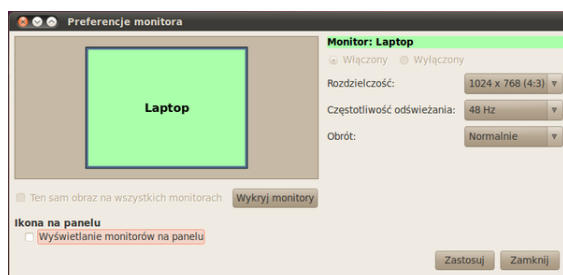 Preferencje monitora
Monitor: Laptop
Włączony Wyłączony
Rozdzielczość: 1024 x 768 (4:3)
Laptop
Częstotliwość odświeżania: 48 Hz
Obrót: Normalnie
Ten sam obraz na wszystkich monitorach Wykryj monitory
Ikona na panelu
Wyświetlanie monitorów na panelu
Zastosuj Zamknij